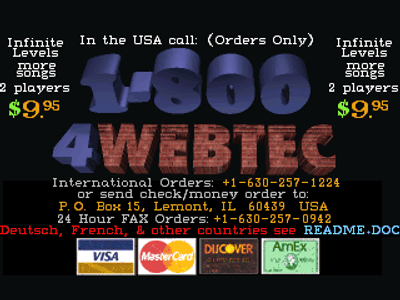 In the USA call: (Orders Only)
Infinite
Levels
more
songs
2 players
$9.95
1-800
4WEBTEC
Infinite
Levels
more
songs
2 players
$9.95
International Orders: +1-630-257-1224
or send check/money order to:
P.O. Box 15, Lemont, IL 60439 USA
24 Hour FAX Orders: +1-630-257-0942
Deutsch, French, & other countries see README.DOC
VISA
MasterCard
DISCOVER
AmEx